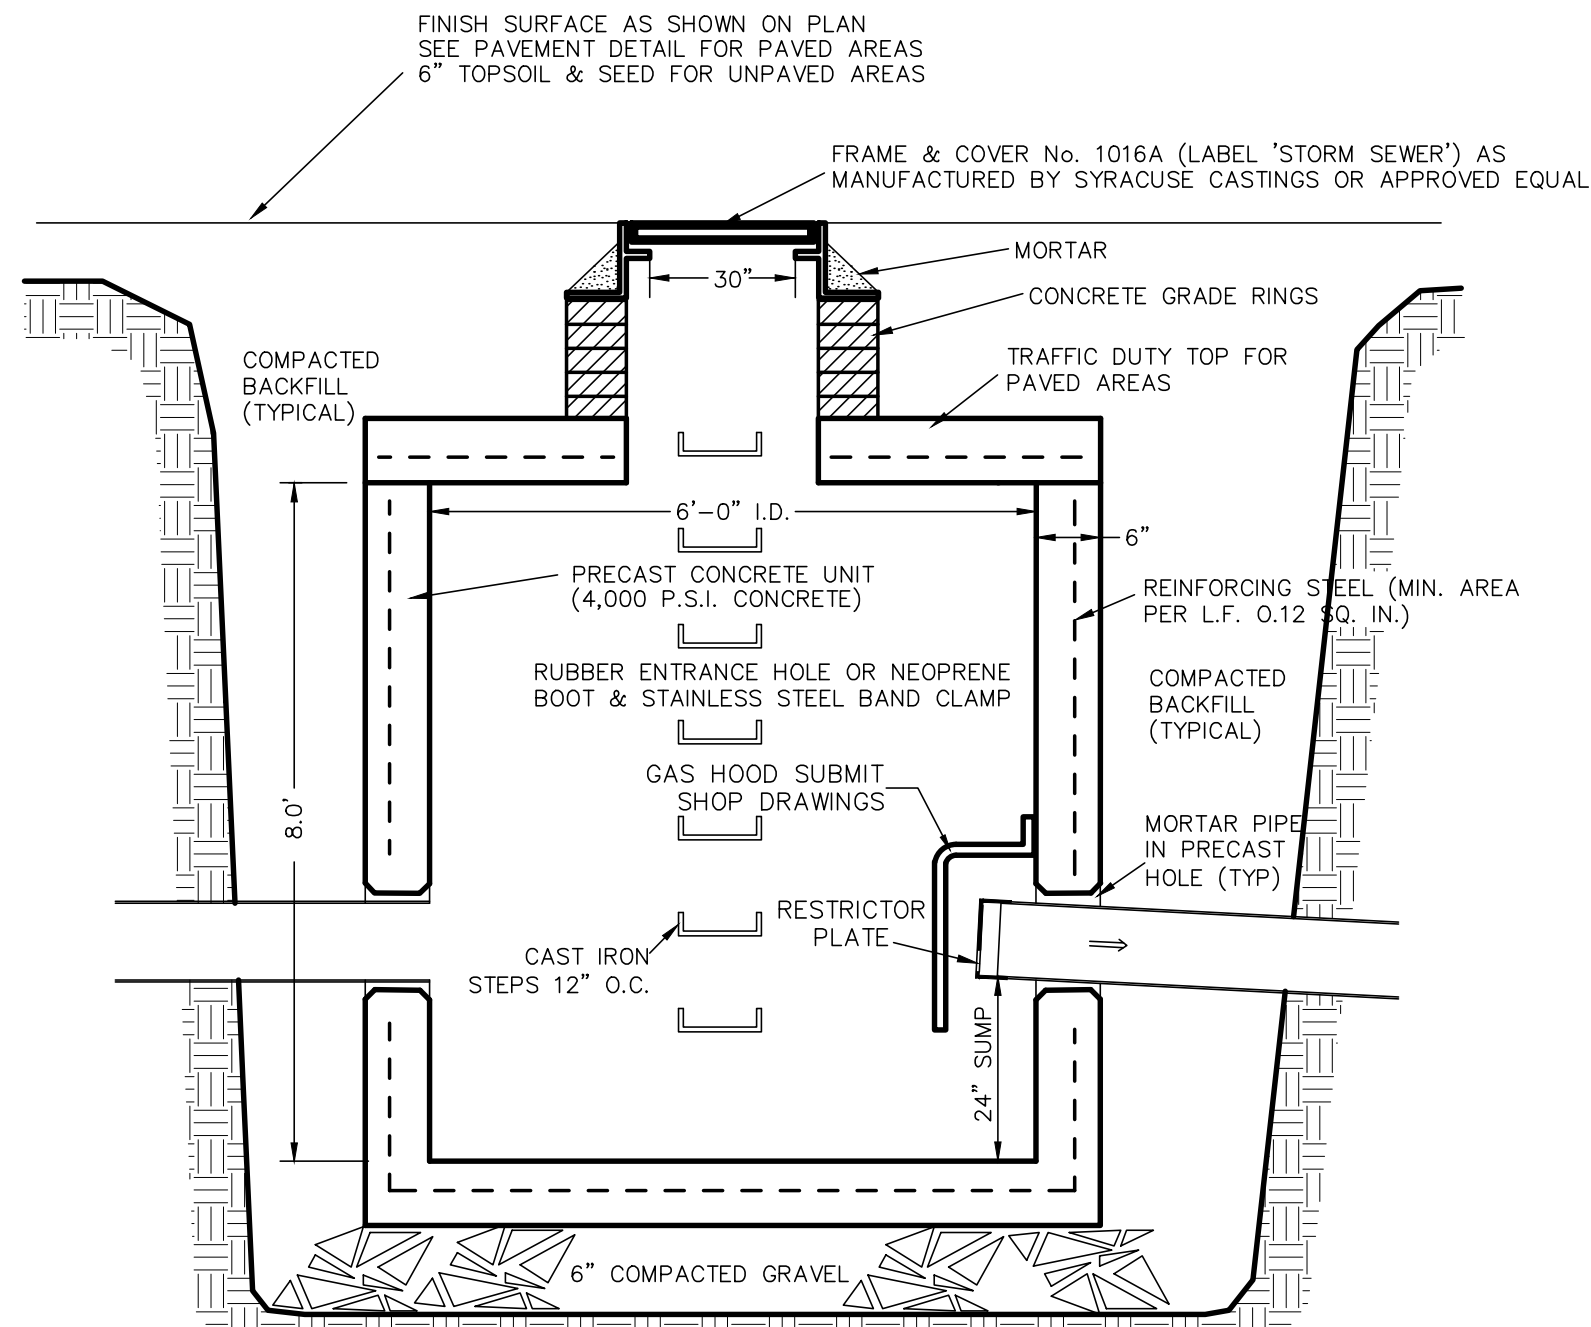 FINISH SURFACE AS SHOWN ON PLAN
SEE PAVEMENT DETAIL FOR PAVED AREAS
6" TOPSOIL & SEED FOR UNPAVED AREAS
FRAME & COVER No. 1016A (LABEL 'STORM SEWER') AS
MANUFACTURED BY SYRACUSE CASTINGS OR APPROVED EQUAL
MORTAR
30"
CONCRETE GRADE RINGS
COMPACTED
BACKFILL
(TYPICAL)
TRAFFIC DUTY TOP FOR
PAVED AREAS
6'-0" I.D.
6"
PRECAST CONCRETE UNIT
(4,000 P.S.I. CONCRETE)
REINFORCING STEEL (MIN. AREA
PER L.F. 0.12 SQ. IN.)
RUBBER ENTRANCE HOLE OR NEOPRENE
BOOT & STAINLESS STEEL BAND CLAMP
COMPACTED
BACKFILL
(TYPICAL)
GAS HOOD SUBMIT
SHOP DRAWINGS
8.0'
MORTAR PIPE
IN PRECAST
HOLE (TYP)
RESTRICTOR
PLATE
CAST IRON
STEPS 12" O.C.
24" SUMP
6" COMPACTED GRAVEL